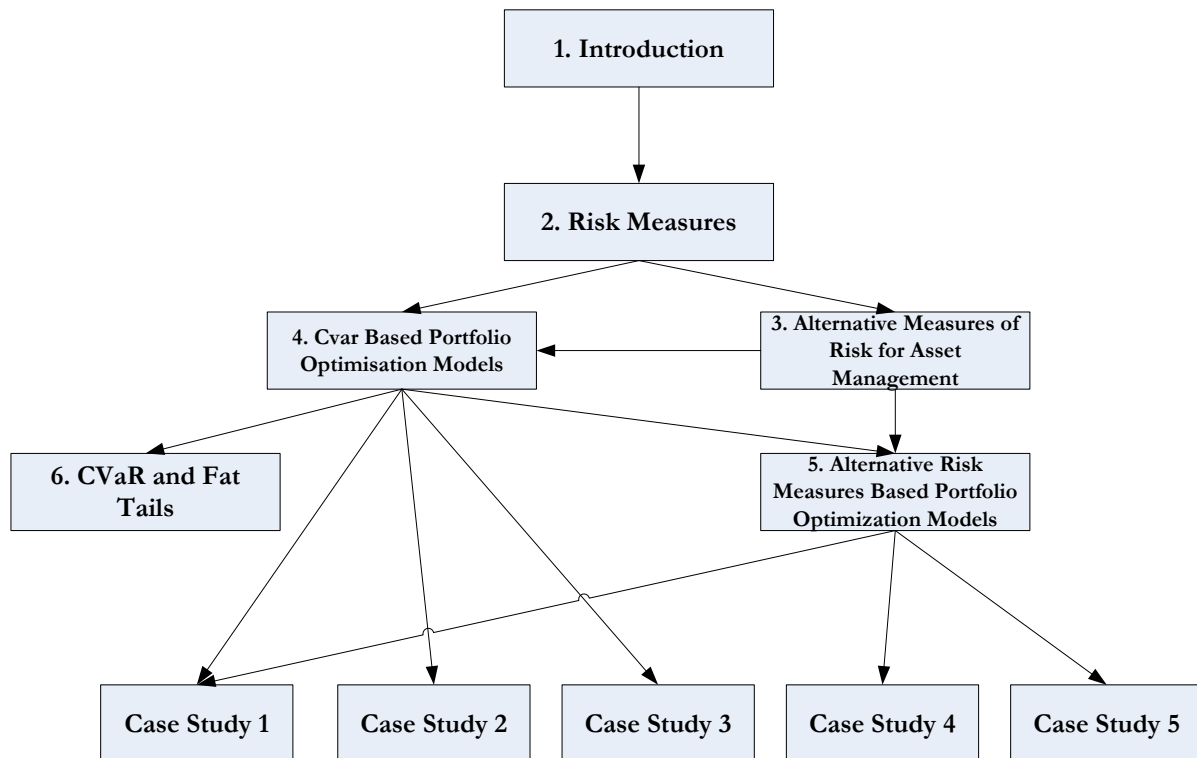 1. Introduction
2. Risk Measures
4. Cvar Based Portfolio
Optimisation Models
3. Alternative Measures of
Risk for Asset
Management
6. CVaR and Fat
Tails
5. Alternative Risk
Measures Based Portfolio
Optimization Models
Case Study 1
Case Study 2
Case Study 3
Case Study 4
Case Study 5